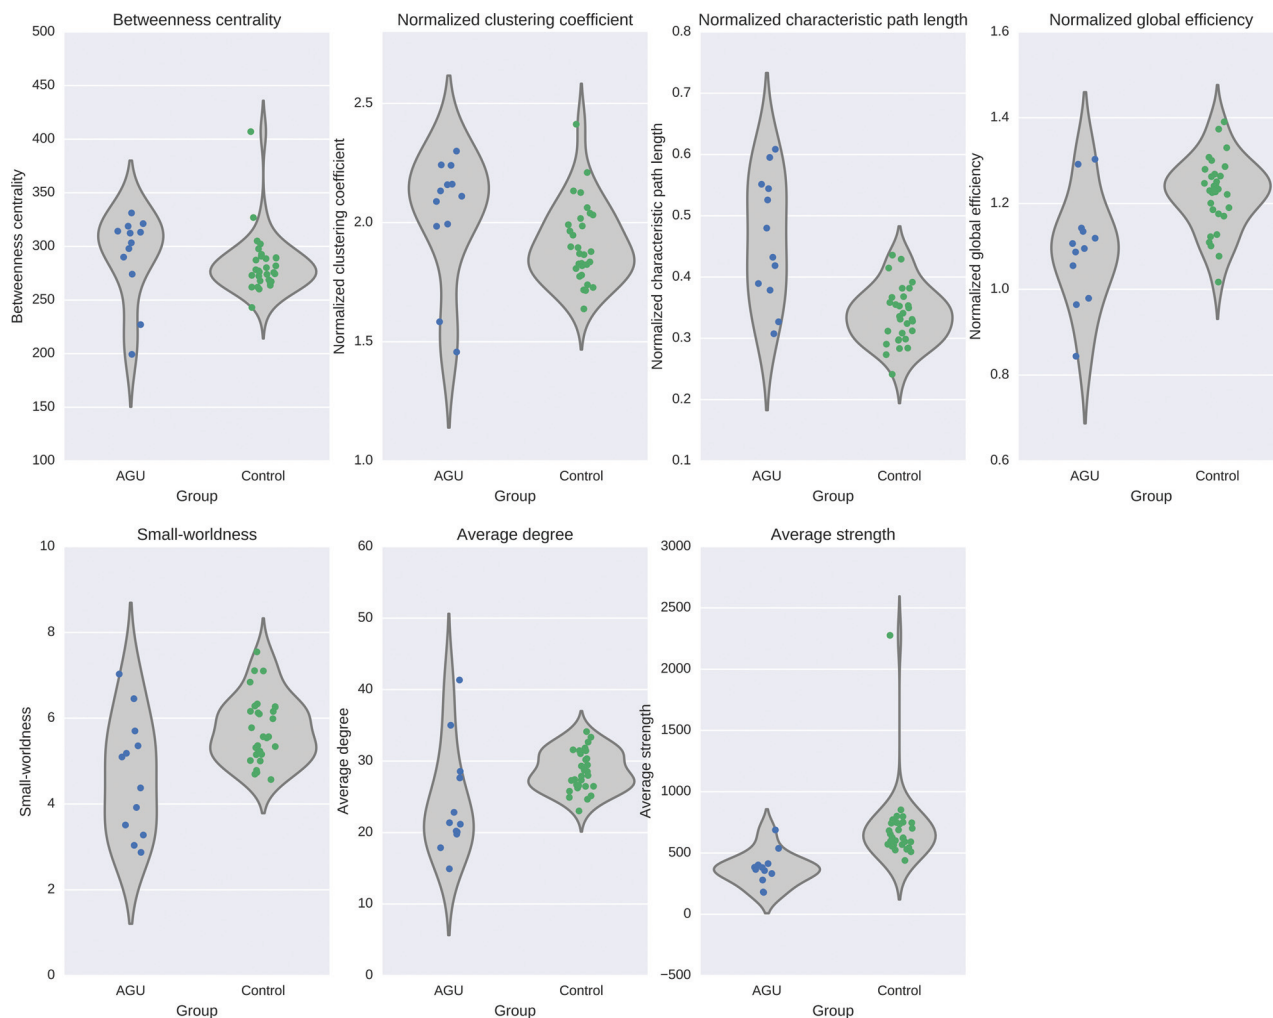 Betweenness centrality
Betweenness centrality
500
450
400
350
300
250
200
150
100
AGU Control
Group
Normalized clustering coefficient
Normalized clustering coefficient
2.5
2.0
1.5
1.0
AGU Control
Group
Normalized characteristic path length
Normalized characteristic path length
0.8
0.7
0.6
0.5
0.4
0.3
0.2
0.1
AGU Control
Group
Normalized global efficiency
Normalized global efficiency
1.6
1.4
1.2
1.0
0.8
0.6
AGU Control
Group
Small-worldness
Small-worldness
10
8
6
4
2
0
AGU Control
Group
Average degree
Average degree
60
50
40
30
20
10
0
AGU Control
Group
Average strength
Average strength
3000
2500
2000
1500
1000
500
0
−500
AGU Control
Group